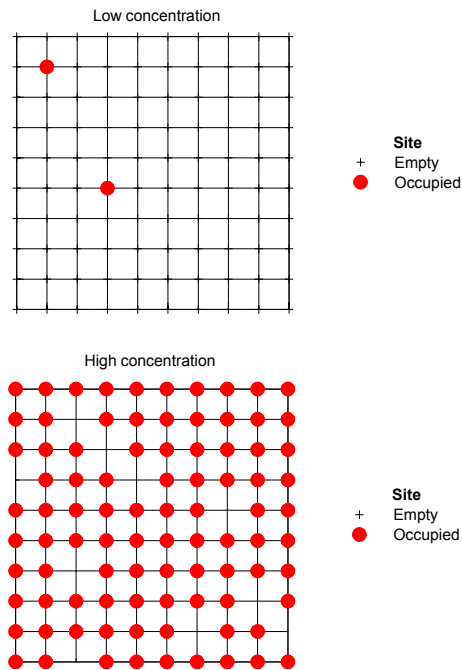 Low concentration
Site
Empty
Occupied
High concentration
Site
Empty
Occupied